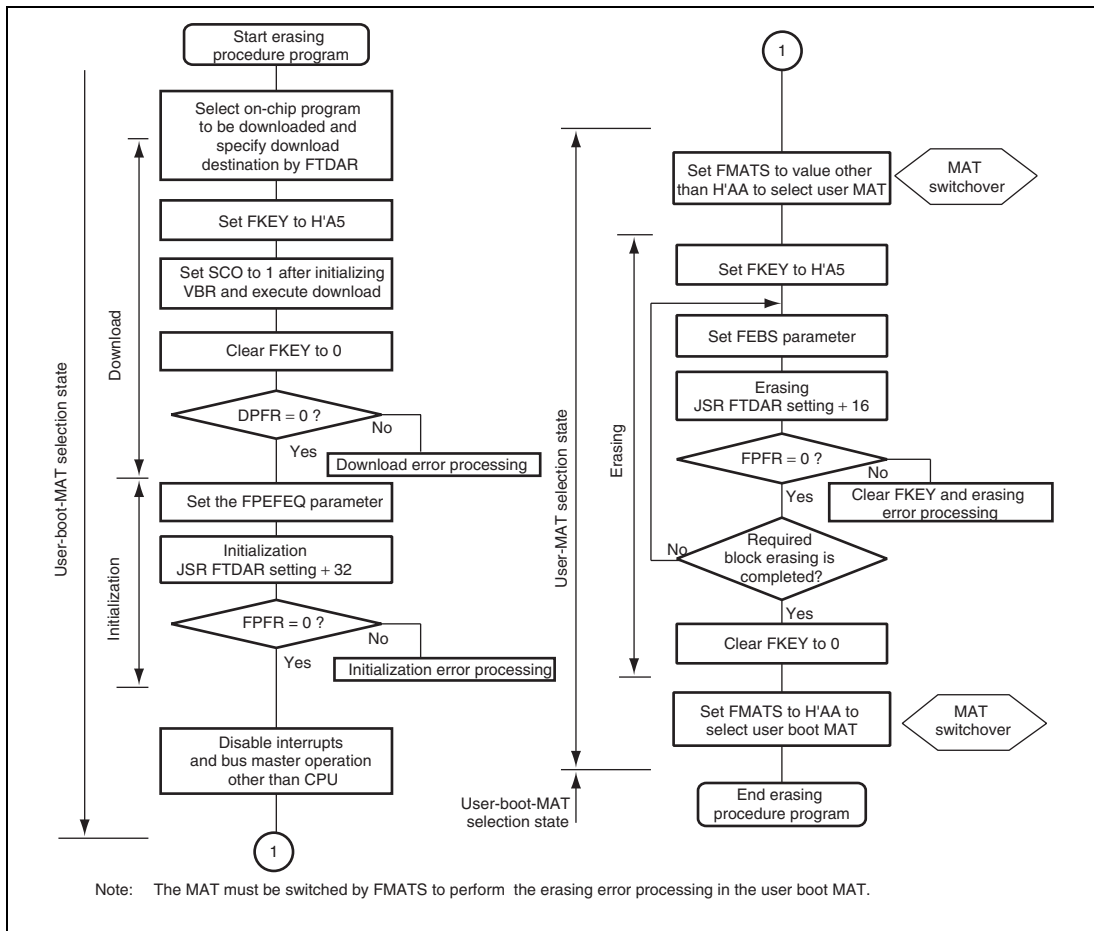 Start erasing
procedure program
Select on-chip program
to be downloaded and
specify download
destination by FTDAR
Set FKEY to H'A5
Set SCO to 1 after initializing
VBR and execute download
Clear FKEY to 0
DPFR = 0 ?
No
Yes
Download error processing
Set the FPEFEQ parameter
Initialization
JSR FTDAR setting + 32
FPFR = 0 ?
No
Yes
Initialization error processing
Disable interrupts
and bus master operation
other than CPU
1
User-boot-MAT selection state
Download
Initialization
1
Set FMATS to value other
than H'AA to select user MAT
MAT
switchover
Set FKEY to H'A5
Set FEBS parameter
Erasing
JSR FTDAR setting + 16
FPFR = 0 ?
No
Yes
Clear FKEY and erasing
error processing
Required
block erasing is
completed?
No
Yes
Clear FKEY to 0
Set FMATS to H'AA to
select user boot MAT
MAT
switchover
End erasing
procedure program
User-MAT selection state
Erasing
User-boot-MAT
selection state
Note: The MAT must be switched by FMATS to perform the erasing error processing in the user boot MAT.